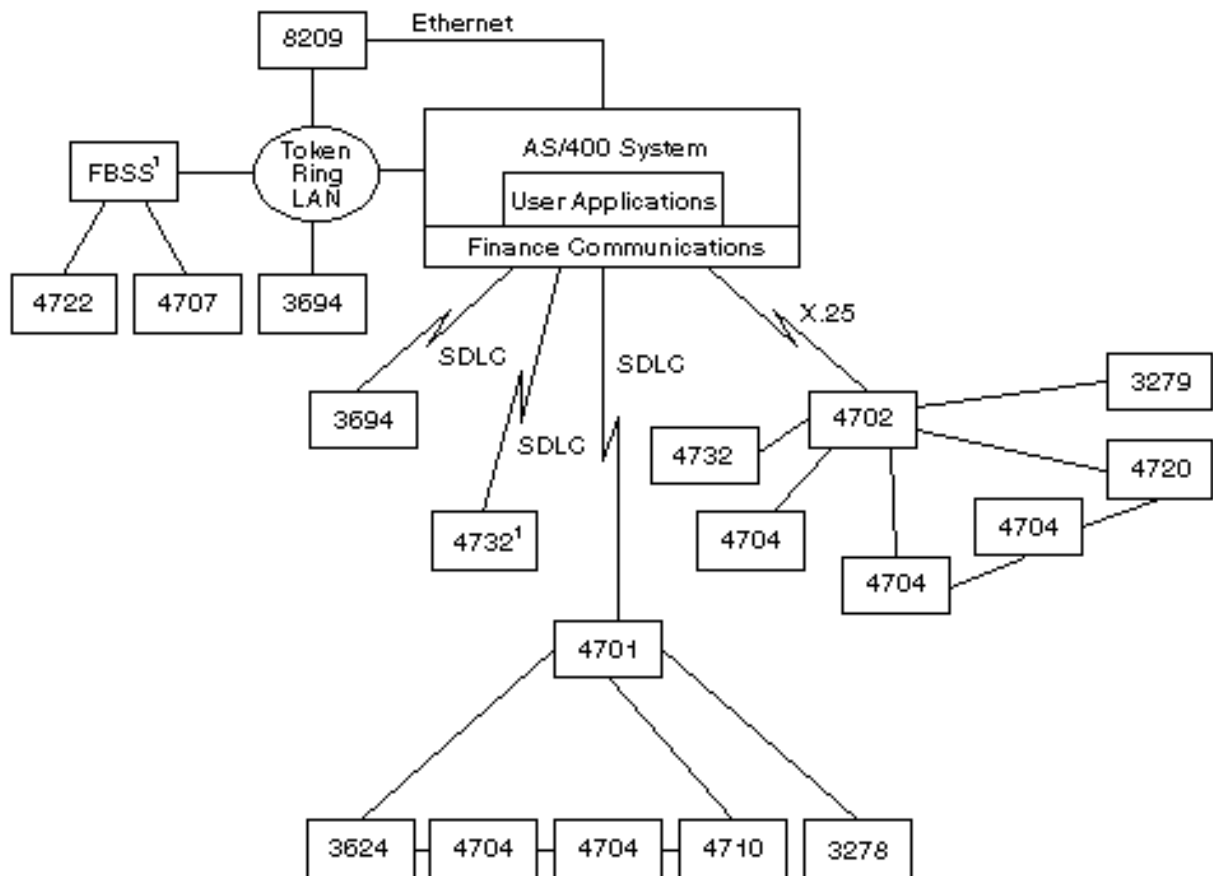 Ethernet
8209
AS/400 System
Token
Ring
LAN
FBSS¹
User Applications
Finance Communications
4722
4707
3694
X.25
SDLC
SDLC
3279
3694
4702
SDLC
4732
4720
4732¹
4704
4704
4704
4701
3624
4704
4704
4710
3278